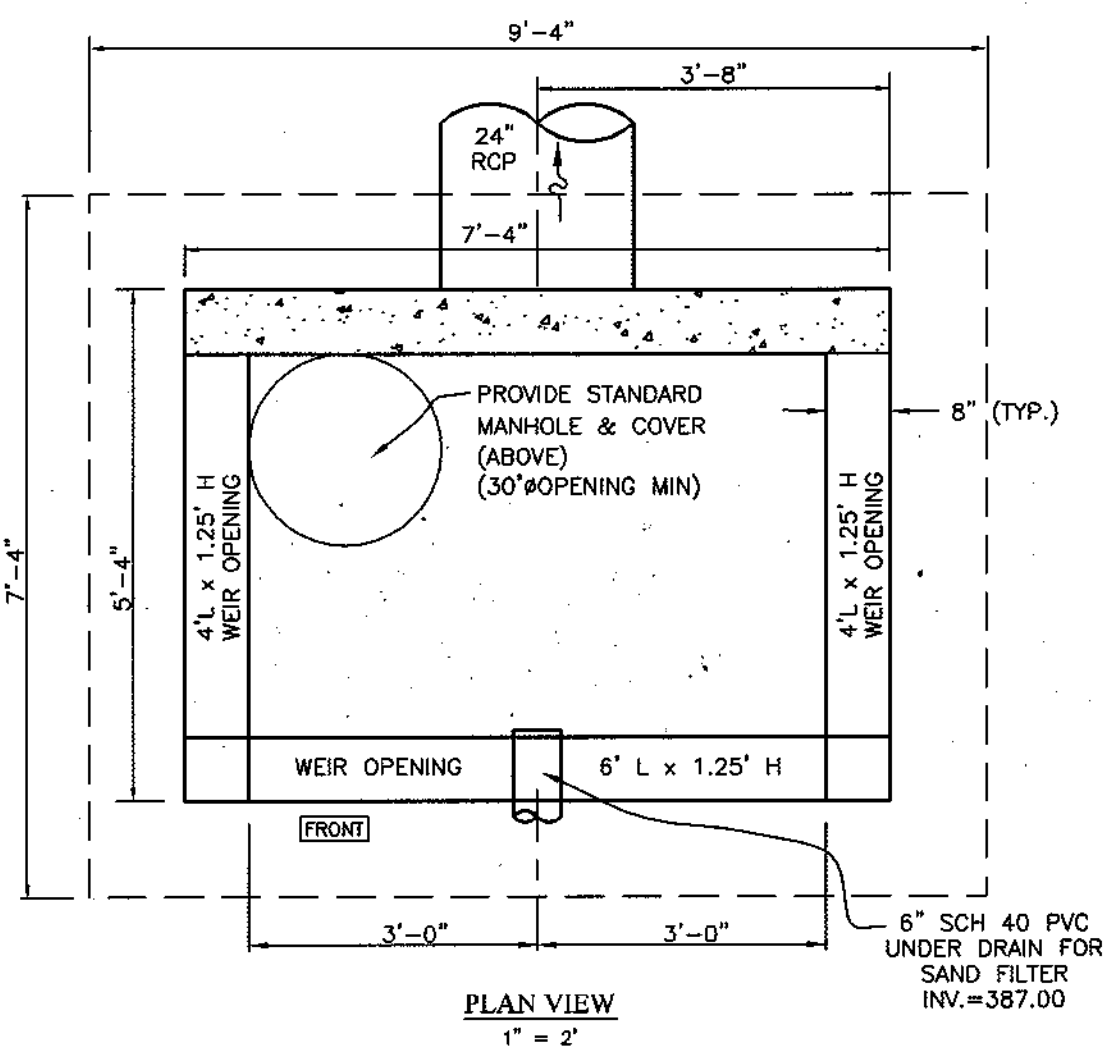 9'-4"
3'-8"
24"
RCP
7'-4"
PROVIDE STANDARD
MANHOLE & COVER
(ABOVE)
(30"ØOPENING MIN)
8" (TYP.)
4'L x 1.25' H
WEIR OPENING
4'L x 1.25' H
WEIR OPENING
7'-4"
5'-4"
WEIR OPENING 6' L x 1.25' H
FRONT
3'-0" 3'-0"
6" SCH 40 PVC
UNDER DRAIN FOR
SAND FILTER
INV.=387.00
PLAN VIEW
1" = 2'